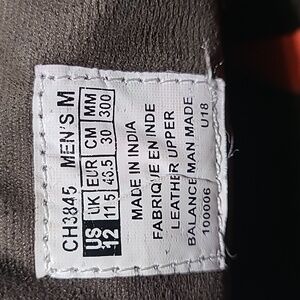 CH3845 MEN'S M
US UK EUR CM MM
12 11.5 46.5 30 300
MADE IN INDIA
FABRIQUE EN INDE
LEATHER UPPER
BALANCE MAN MADE
100006 U18